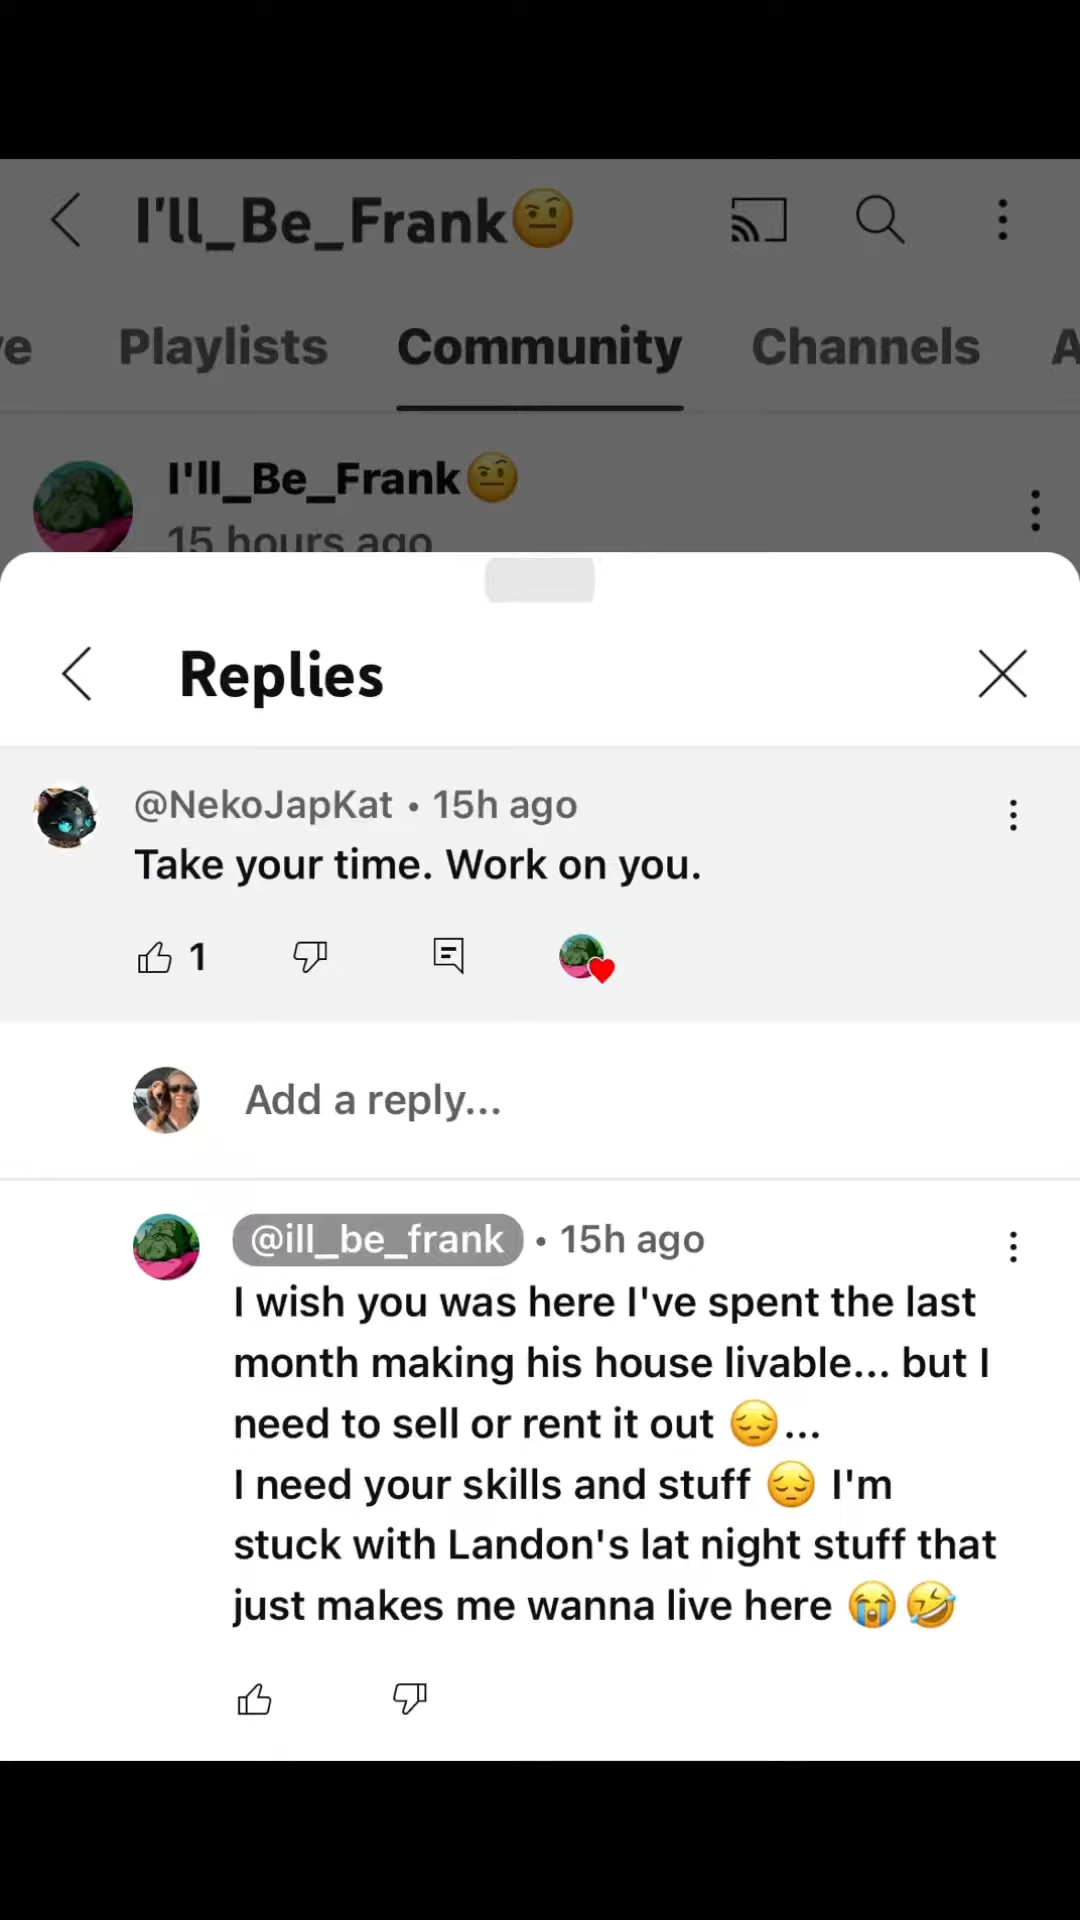 I'll_Be_Frank🤨
Playlists
Community
Channels
I'll_Be_Frank🤨
15 hours ago
Replies
@NekoJapKat • 15h ago
Take your time. Work on you.
1
Add a reply...
@ill_be_frank • 15h ago
I wish you was here I've spent the last
month making his house livable... but I
need to sell or rent it out 😔...
I need your skills and stuff 😔 I'm
stuck with Landon's lat night stuff that
just makes me wanna live here 😭🤣